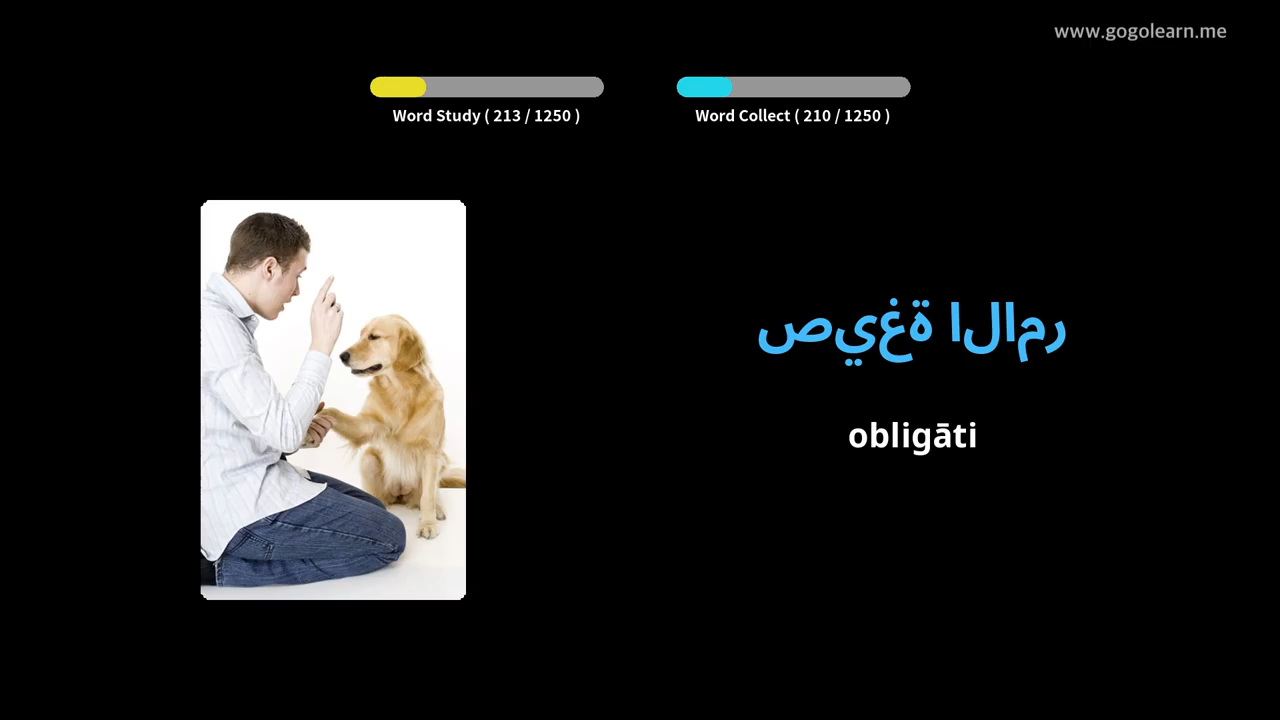 www.gogolearn.me
Word Study ( 213 / 1250 )
Word Collect ( 210 / 1250 )
صيغة الامر
obligāti